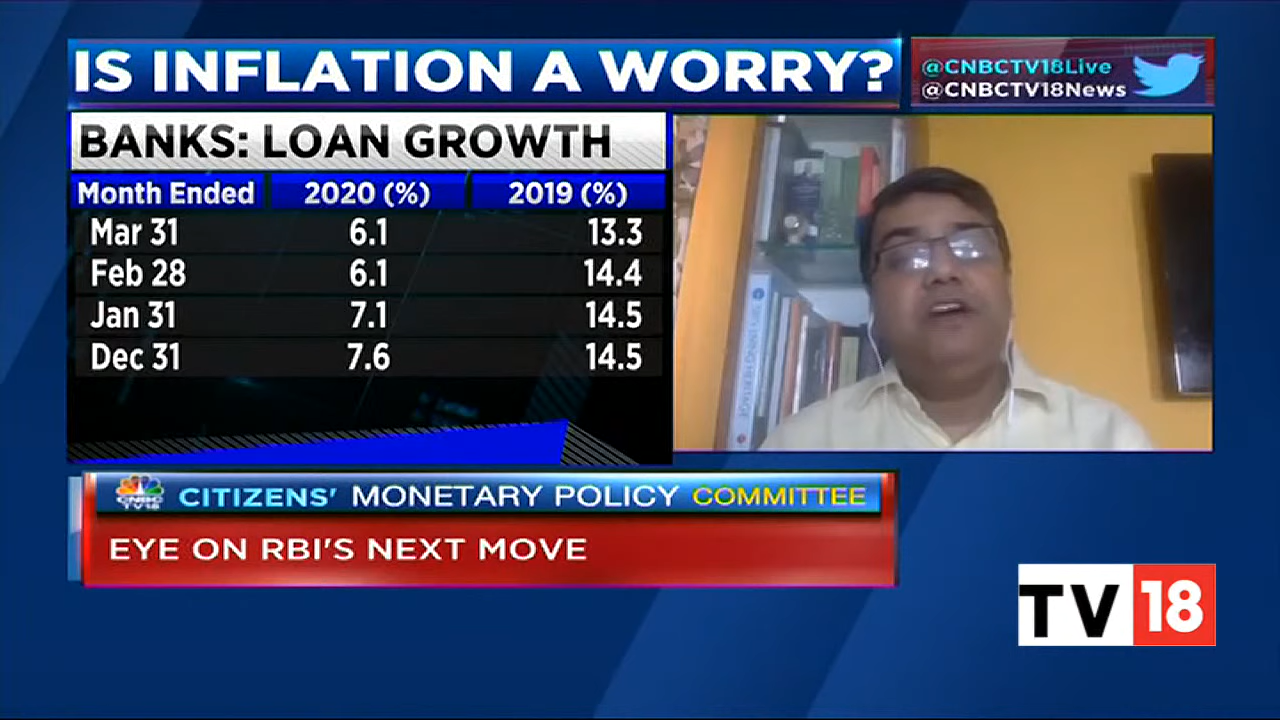 IS INFLATION A WORRY?
@CNBCTV18Live
@CNBCTV18News
BANKS: LOAN GROWTH
Month Ended 2020 (%) 2019 (%)
Mar 31 6.1 13.3
Feb 28 6.1 14.4
Jan 31 7.1 14.5
Dec 31 7.6 14.5
CNBC
TV18
CITIZENS' MONETARY POLICY COMMITTEE
EYE ON RBI'S NEXT MOVE
TV18